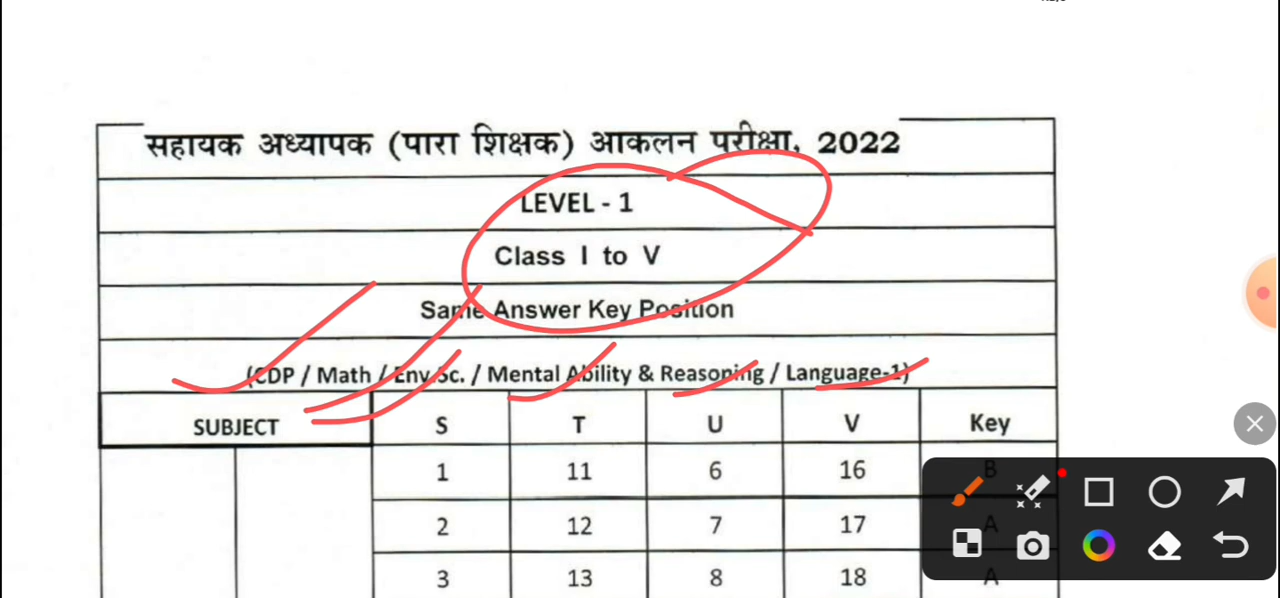 सहायक अध्यापक (पारा शिक्षक) आकलन परीक्षा, 2022
LEVEL - 1
Class I to V
Same Answer Key Position
(CDP / Math / Env.Sc. / Mental Ability & Reasoning / Language-1)
SUBJECT S T U V Key
1 11 6 16 B
2 12 7 17 A
3 13 8 18 A